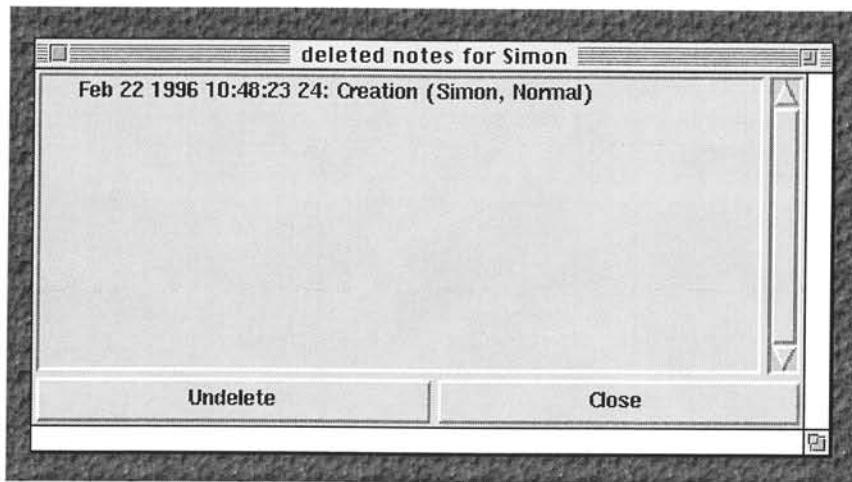 deleted notes for Simon
Feb 22 1996 10:48:23 24: Creation (Simon, Normal)
Undelete
Close